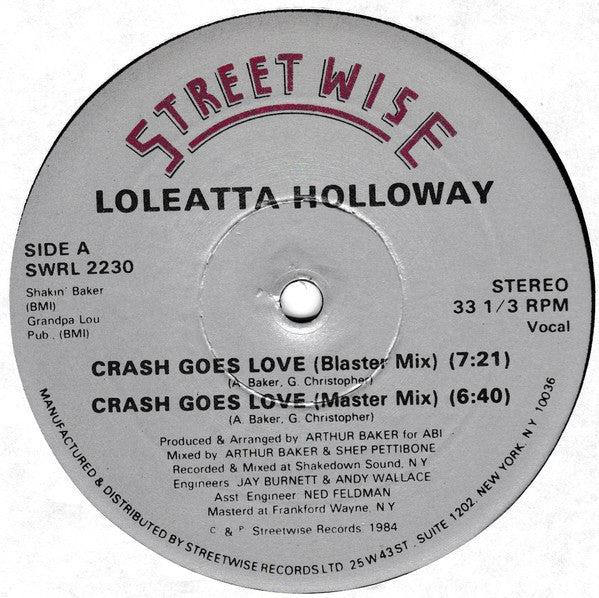 STREETWISE
LOLEATTA HOLLOWAY
SIDE A
SWRL 2230
Shakin' Baker
(BMI)
Grandpa Lou
Pub., (BMI)
STEREO
33 1/3 RPM
Vocal
CRASH GOES LOVE (Blaster Mix) (7:21)
(A. Baker, G. Christopher)
CRASH GOES LOVE (Master Mix) (6:40)
(A. Baker, G. Christopher)
Produced & Arranged by ARTHUR BAKER for ABI
Mixed by ARTHUR BAKER & SHEP PETTIBONE
Recorded & Mixed at Shakedown Sound, N.Y
Engineers JAY BURNETT & ANDY WALLACE
Asst Engineer NED FELDMAN
Masterd at Frankford Wayne, N.Y
C & P Streetwise Records, 1984
MANUFACTURED & DISTRIBUTED BY STREETWISE RECORDS LTD. 25 W 43 ST., SUITE 1202, NEW YORK, N.Y 10036